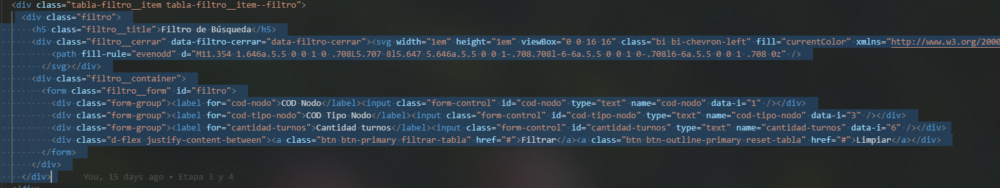 <div class="tabla-filtro__item tabla-filtro__item--filtro">
<div class="filtro">
<h5 class="filtro__title">Filtro de Búsqueda</h5>
<div class="filtro__cerrar" data-filtro-cerrar="data-filtro-cerrar"><svg width="1em" height="1em" viewBox="0 0 16 16" class="bi bi-chevron-left" fill="currentColor" xmlns="http://www.w3.org/2000
<path fill-rule="evenodd" d="M11.354 1.646a.5.5 0 0 1 0 .708L5.707 8l5.647 5.646a.5.5 0 0 1-.708.708l-6-6a.5.5 0 0 1 0-.708l6-6a.5.5 0 0 1 .708 0z" />
</svg></div>
<div class="filtro__container">
<form class="filtro__form" id="filtro">
<div class="form-group"><label for="cod-nodo">COD Nodo</label><input class="form-control" id="cod-nodo" type="text" name="cod-nodo" data-i="1" /></div>
<div class="form-group"><label for="cod-tipo-nodo">COD Tipo Nodo</label><input class="form-control" id="cod-tipo-nodo" type="text" name="cod-tipo-nodo" data-i="3" /></div>
<div class="form-group"><label for="cantidad-turnos">Cantidad turnos</label><input class="form-control" id="cantidad-turnos" type="text" name="cantidad-turnos" data-i="6" /></div>
<div class="d-flex justify-content-between"><a class="btn btn-primary filtrar-tabla" href="#">Filtrar</a><a class="btn btn-outline-primary reset-tabla" href="#">Limpiar</a></div>
</form>
</div>
</div> You, 15 days ago • Etapa 3 y 4
</div>